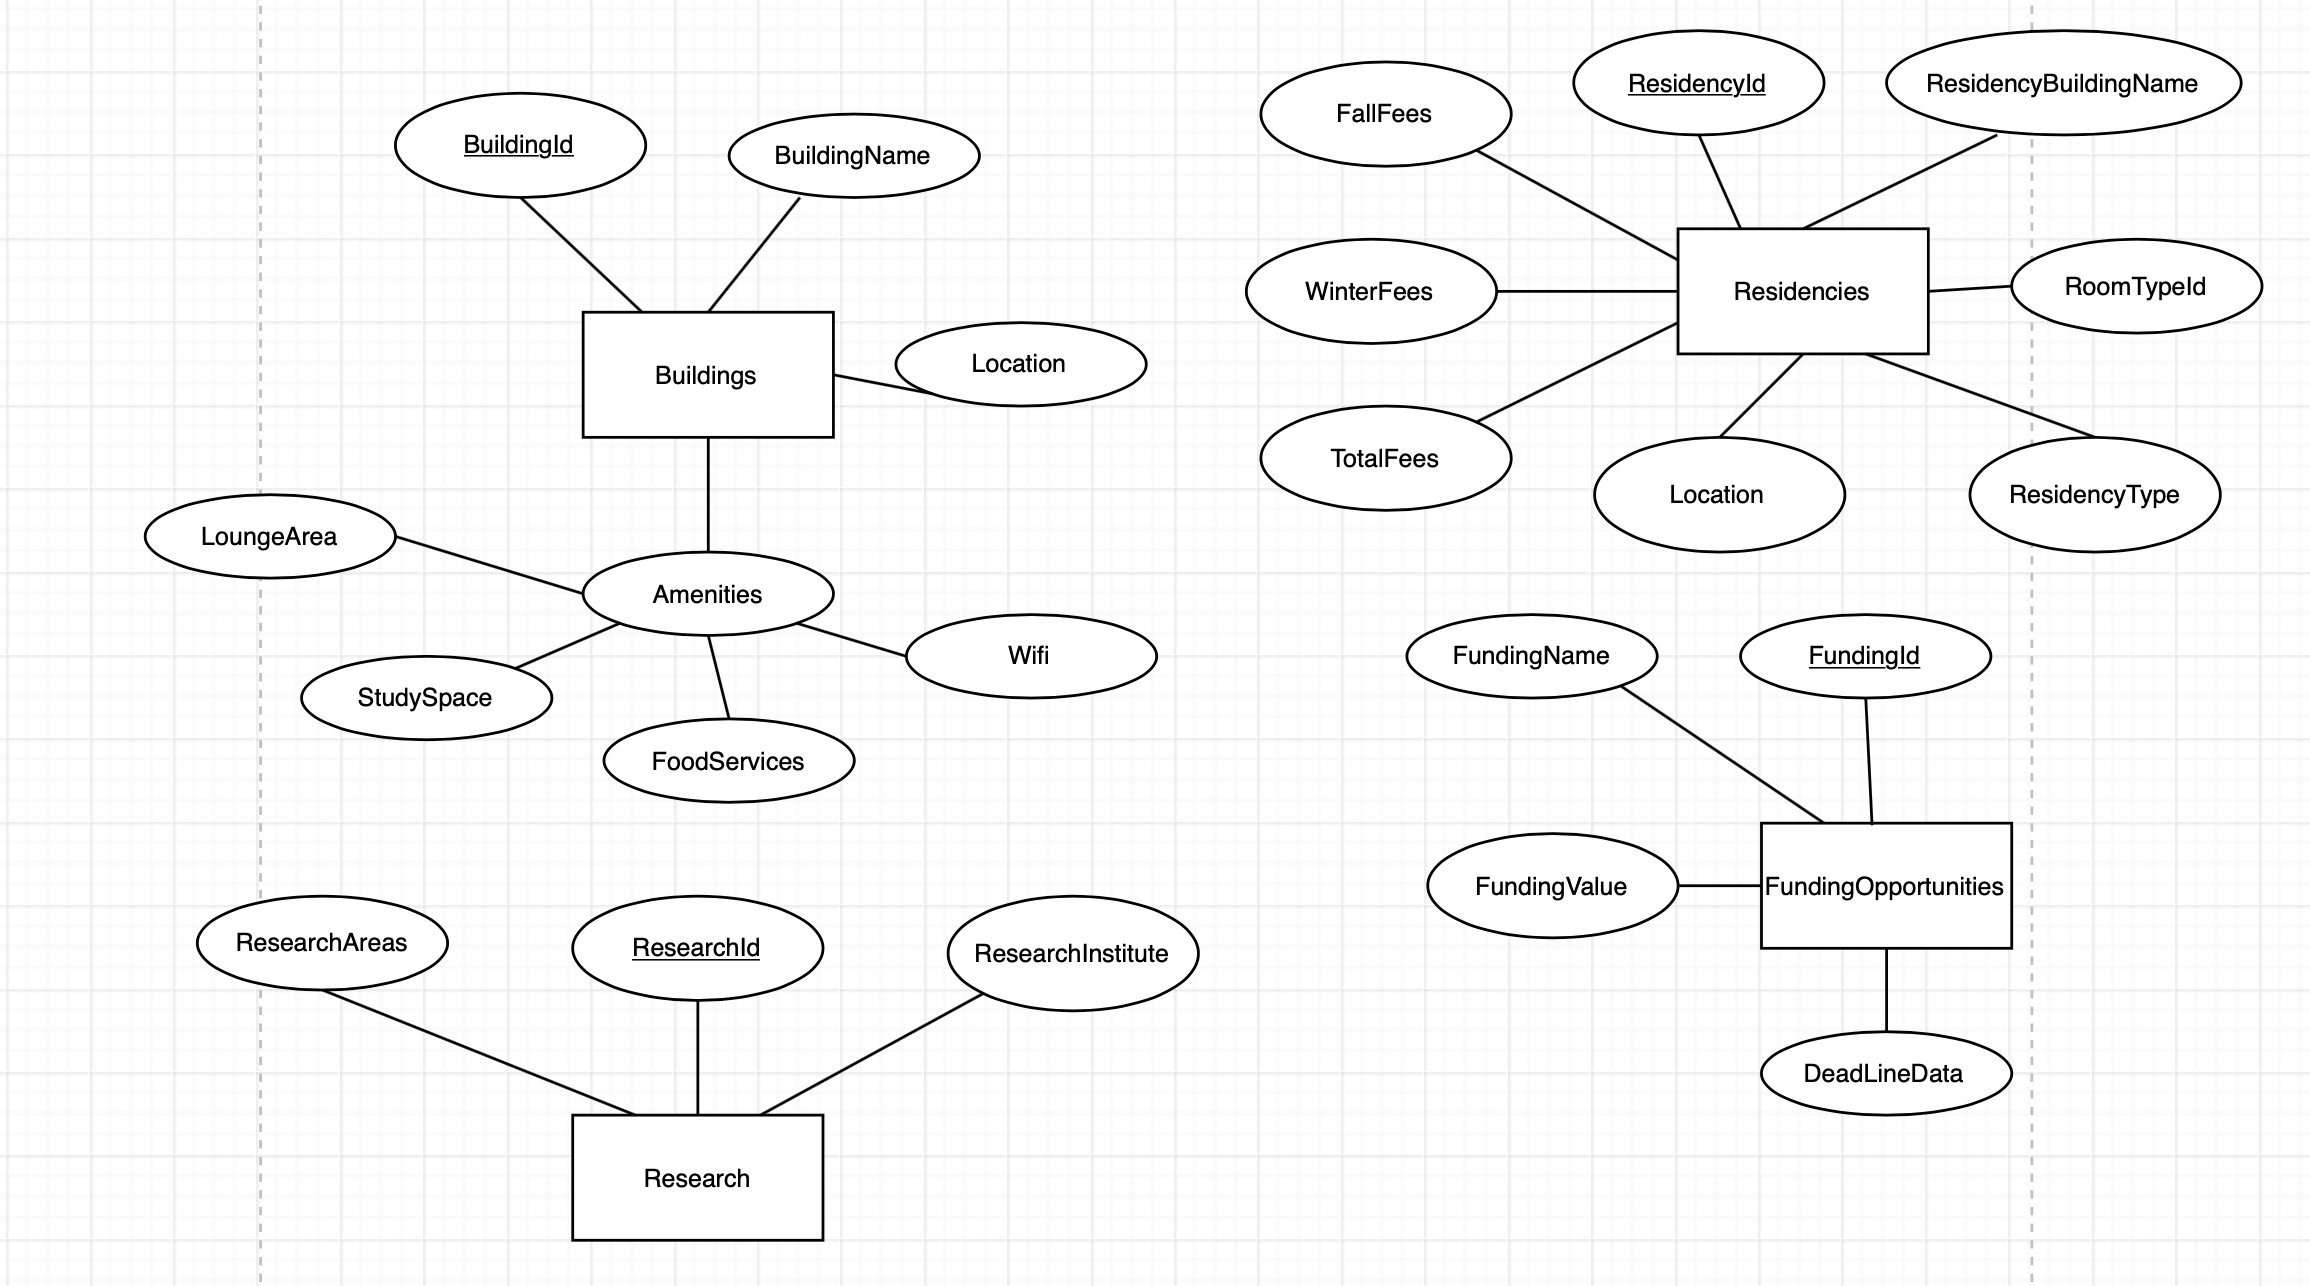 ResidencyId
ResidencyBuildingName
FallFees
BuildingId
BuildingName
RoomTypeId
WinterFees
Residencies
Location
Buildings
TotalFees
Location
ResidencyType
LoungeArea
Amenities
Wifi
FundingName
FundingId
StudySpace
FoodServices
FundingValue
FundingOpportunities
ResearchAreas
ResearchId
ResearchInstitute
DeadLineData
Research